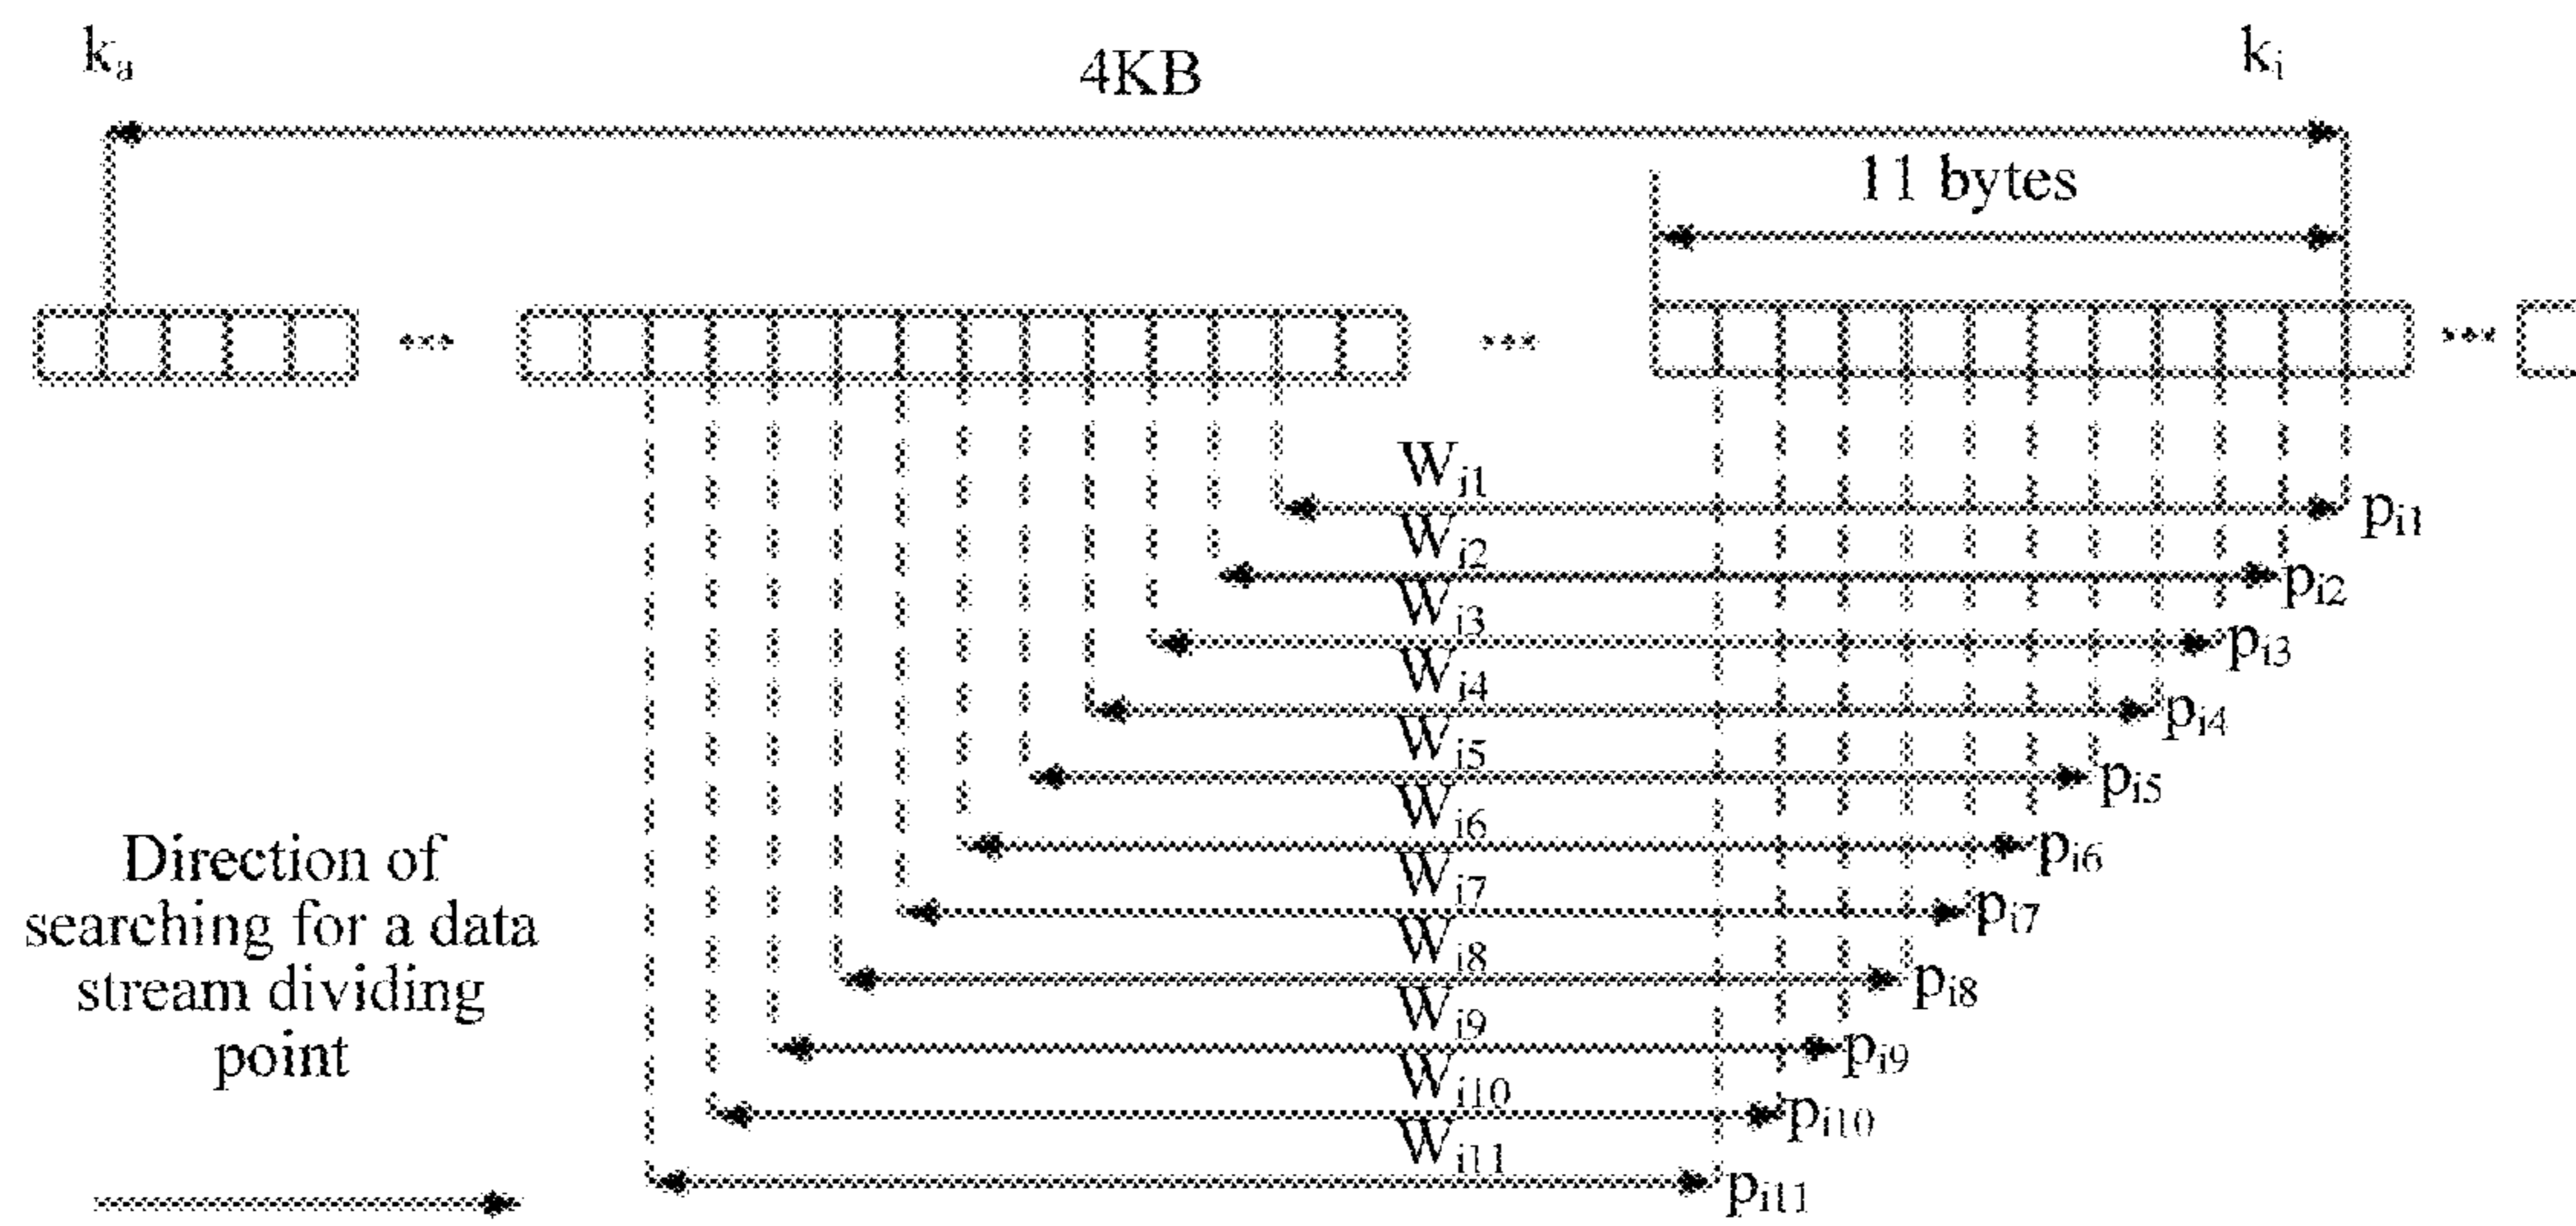 kₐ 4KB kᵢ
11 bytes
...
...
...
Wi1
pi1
Wi2
pi2
Wi3
pi3
Wi4
pi4
Wi5
pi5
Wi6
pi6
Wi7
pi7
Wi8
pi8
Wi9
pi9
Wi10
pi10
Wi11
pi11
Direction of
searching for a data
stream dividing
point